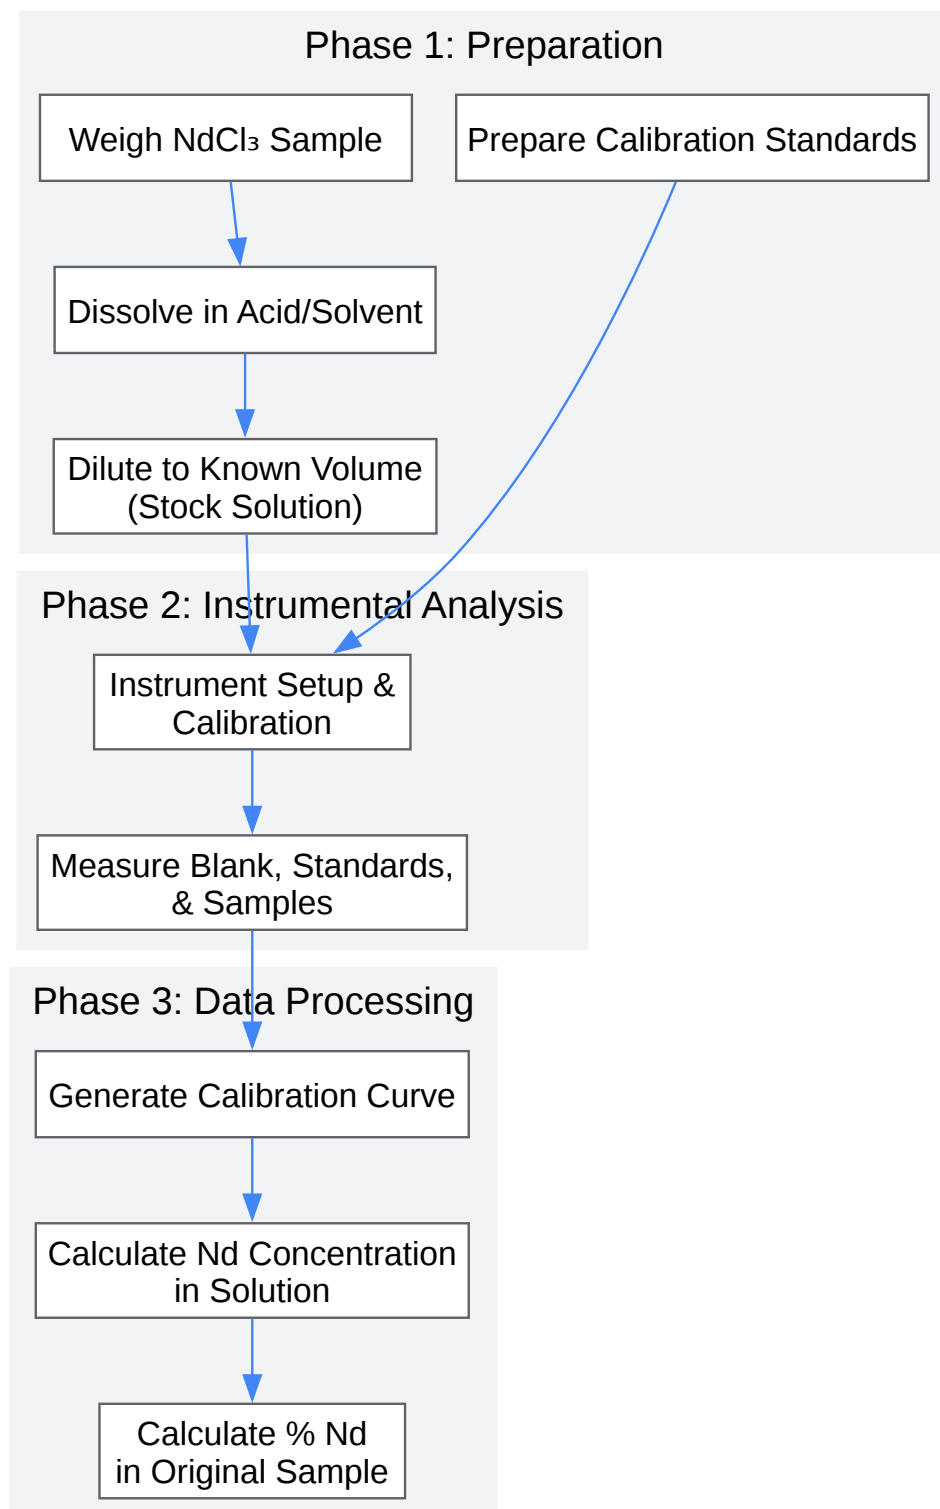 Phase 1: Preparation
Weigh NdCl₃ Sample
Prepare Calibration Standards
Dissolve in Acid/Solvent
Dilute to Known Volume
(Stock Solution)
Phase 2: Instrumental Analysis
Instrument Setup &
Calibration
Measure Blank, Standards,
& Samples
Phase 3: Data Processing
Generate Calibration Curve
Calculate Nd Concentration
in Solution
Calculate % Nd
in Original Sample